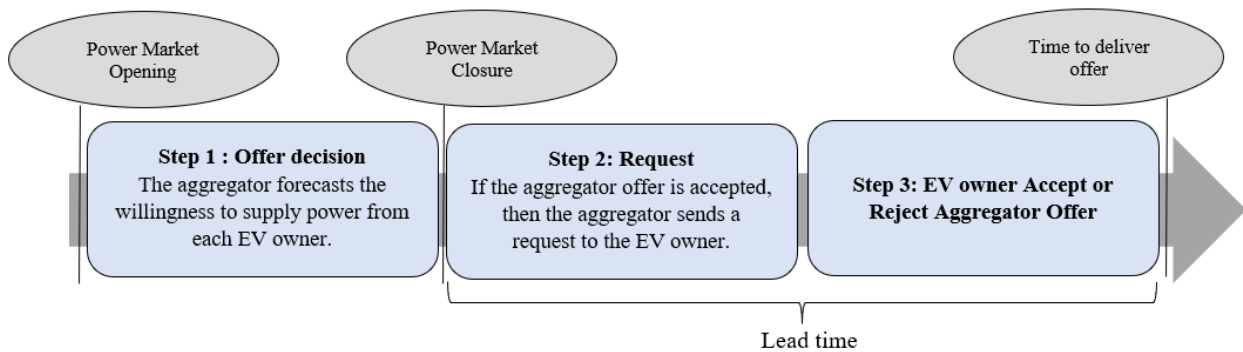 Power Market
Opening
Power Market
Closure
Time to deliver
offer
Step 1 : Offer decision
The aggregator forecasts the
willingness to supply power from
each EV owner.
Step 2: Request
If the aggregator offer is accepted,
then the aggregator sends a
request to the EV owner.
Step 3: EV owner Accept or
Reject Aggregator Offer
Lead time